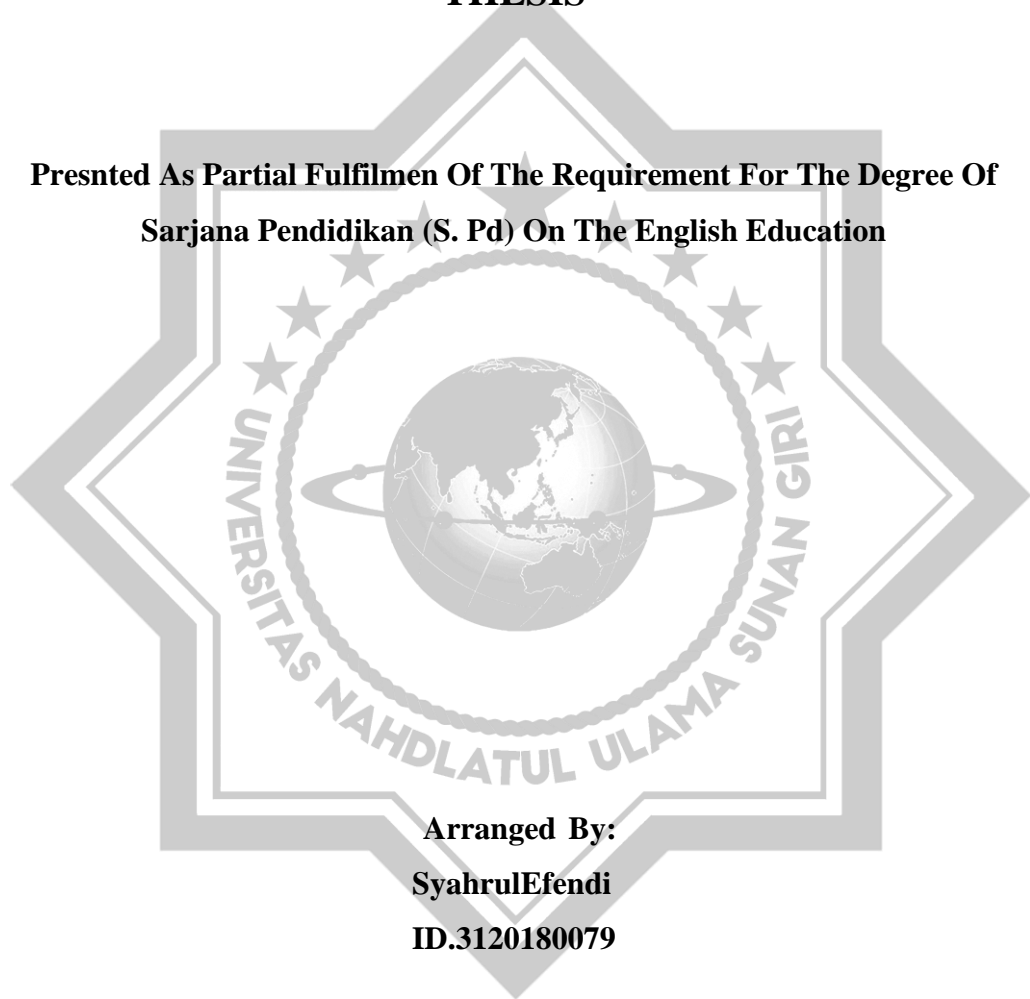 THESIS
Presnted As Partial Fulfilmen Of The Requirement For The Degree Of
Sarjana Pendidikan (S. Pd) On The English Education
UNIVERSITAS NAHDLATUL ULAMA SUNAN GIRI
Arranged By:
SyahrulEfendi
ID.3120180079